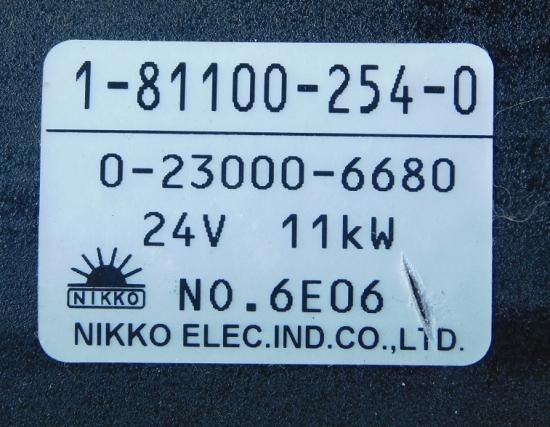 1-81100-254-0
0-23000-6680
24V 11kW
NIKKO
NO.6E06
NIKKO ELEC.IND.CO.,LTD.